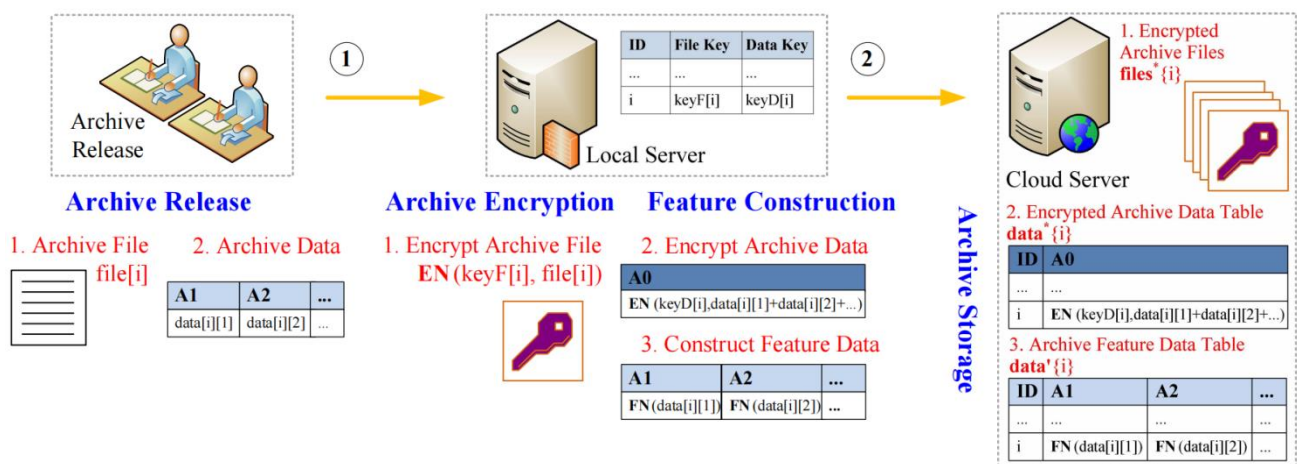 Archive
Release
1
ID File Key Data Key
... ... ...
i keyF[i] keyD[i]
Local Server
2
1. Encrypted
Archive Files
files*{i}
Cloud Server
Archive Release
1. Archive File
file[i]
2. Archive Data
A1 A2 ...
data[i][1] data[i][2] ...
Archive Encryption
Feature Construction
1. Encrypt Archive File
EN (keyF[i], file[i])
2. Encrypt Archive Data
A0
EN (keyD[i],data[i][1]+data[i][2]+...)
3. Construct Feature Data
A1 A2 ...
FN (data[i][1]) FN (data[i][2]) ...
Archive Storage
2. Encrypted Archive Data Table
data*{i}
ID A0
... ...
i EN (keyD[i],data[i][1]+data[i][2]+...)
3. Archive Feature Data Table
data'{i}
ID A1 A2 ...
... ... ...
i FN (data[i][1]) FN (data[i][2]) ...